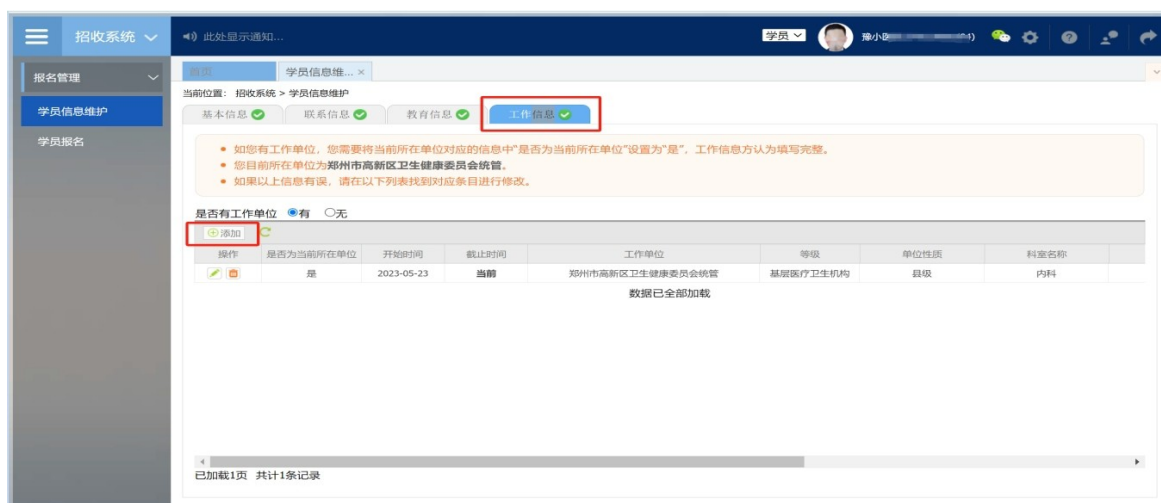 招收系统
此处显示通知...
学员
豫小
报名管理
学员信息维护
学员报名
首页
学员信息维... ×
当前位置： 招收系统 > 学员信息维护
基本信息
联系信息
教育信息
工作信息
如您有工作单位，您需要将当前所在单位对应的信息中"是否为当前所在单位"设置为"是"，工作信息方认为填写完整。
您目前所在单位为郑州市高新区卫生健康委员会统管。
如果以上信息有误，请在以下列表找到对应条目进行修改。
是否有工作单位 有 无
添加
操作 是否为当前所在单位 开始时间 截止时间 工作单位 等级 单位性质 科室名称
是 2023-05-23 当前 郑州市高新区卫生健康委员会统管 基层医疗卫生机构 县级 内科
数据已全部加载
已加载1页 共计1条记录